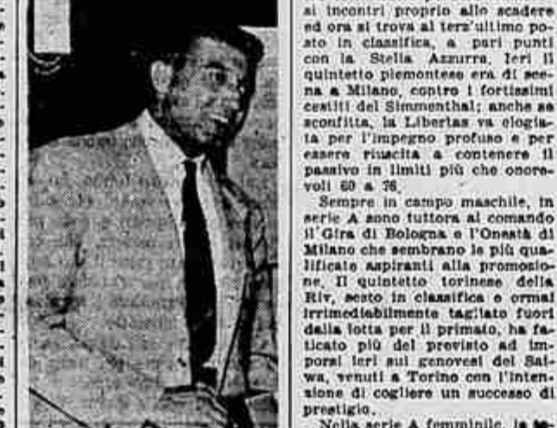 si incontri proprio allo scadere
ed ora si trova al terz'ultimo po-
sto in classifica, a pari punti
con la Stella Azzurra. Ieri il
quintetto piemontese era di sce-
na a Milano, contro i fortissimi
cestiti del Simmenthal; anche se
sconfitta, la Libertas va elogia-
ta per l'impegno profuso e per
essere riuscita a contenere il
passivo in limiti più che onore-
voli 60 a 76.
Sempre in campo maschile, in
serie A sono tuttora al comando
il Gira di Bologna e l'Onestà di
Milano che sembrano le più qua-
lificate aspiranti alla promozio-
ne. Il quintetto torinese della
Riv, sesto in classifica e ormai
irrimediabilmente tagliato fuori
dalla lotta per il primato, ha fa-
ticato più del previsto ad im-
porsi ieri sui genovesi del Sai-
wa, venuti a Torino con l'inten-
zione di cogliere un successo di
prestigio.
Nella serie A femminile, la